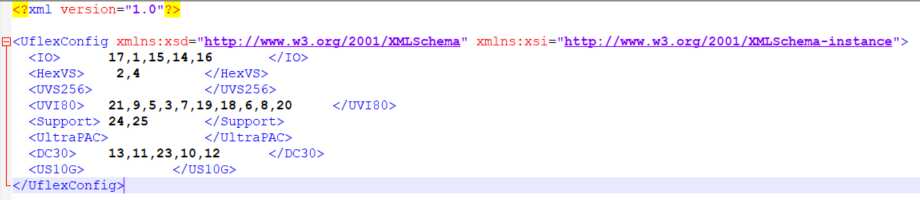 <?xml version="1.0"?>
<UflexConfig xmlns:xsd="http://www.w3.org/2001/XMLSchema" xmlns:xsi="http://www.w3.org/2001/XMLSchema-instance">
  <IO>      17,1,15,14,16       </IO>
  <HexVS>    2,4        </HexVS>
  <UVS256>              </UVS256>
  <UVI80>   21,9,5,3,7,19,18,6,8,20     </UVI80>
  <Support> 24,25       </Support>
  <UltraPAC>            </UltraPAC>
  <DC30>    13,11,23,10,12      </DC30>
  <US10G>           </US10G>
</UflexConfig>